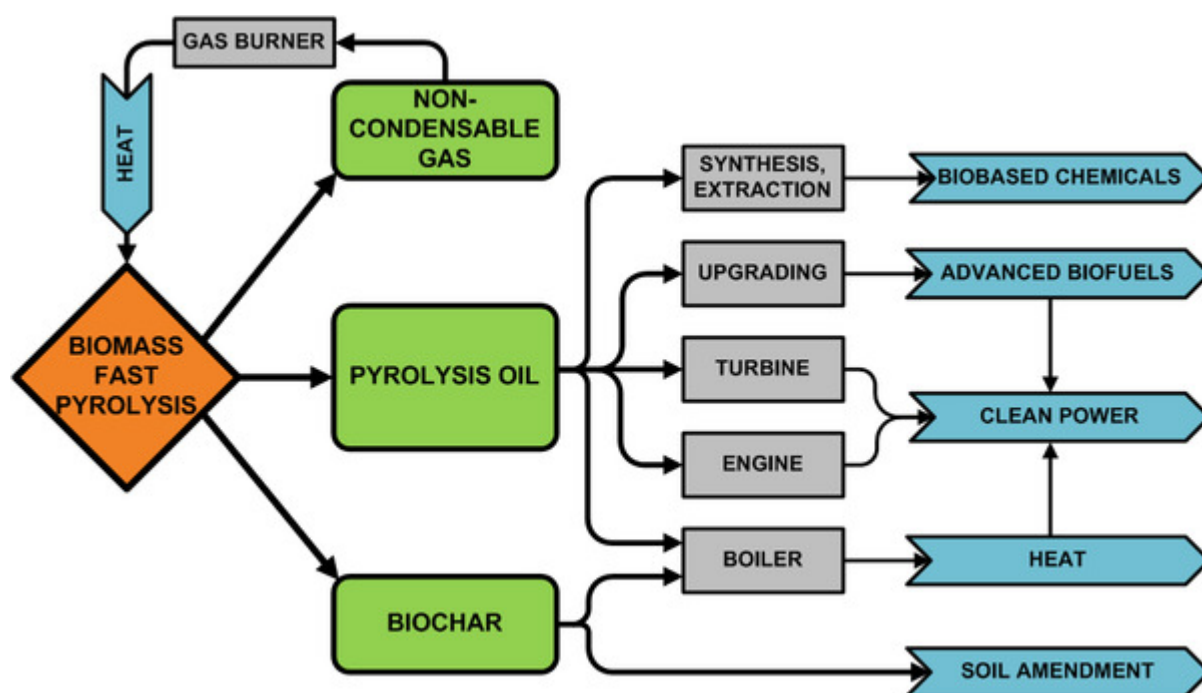 GAS BURNER
HEAT
NON-
CONDENSABLE
GAS
SYNTHESIS,
EXTRACTION
BIOBASED CHEMICALS
UPGRADING
ADVANCED BIOFUELS
BIOMASS
FAST
PYROLYSIS
PYROLYSIS OIL
TURBINE
CLEAN POWER
ENGINE
BOILER
HEAT
BIOCHAR
SOIL AMENDMENT